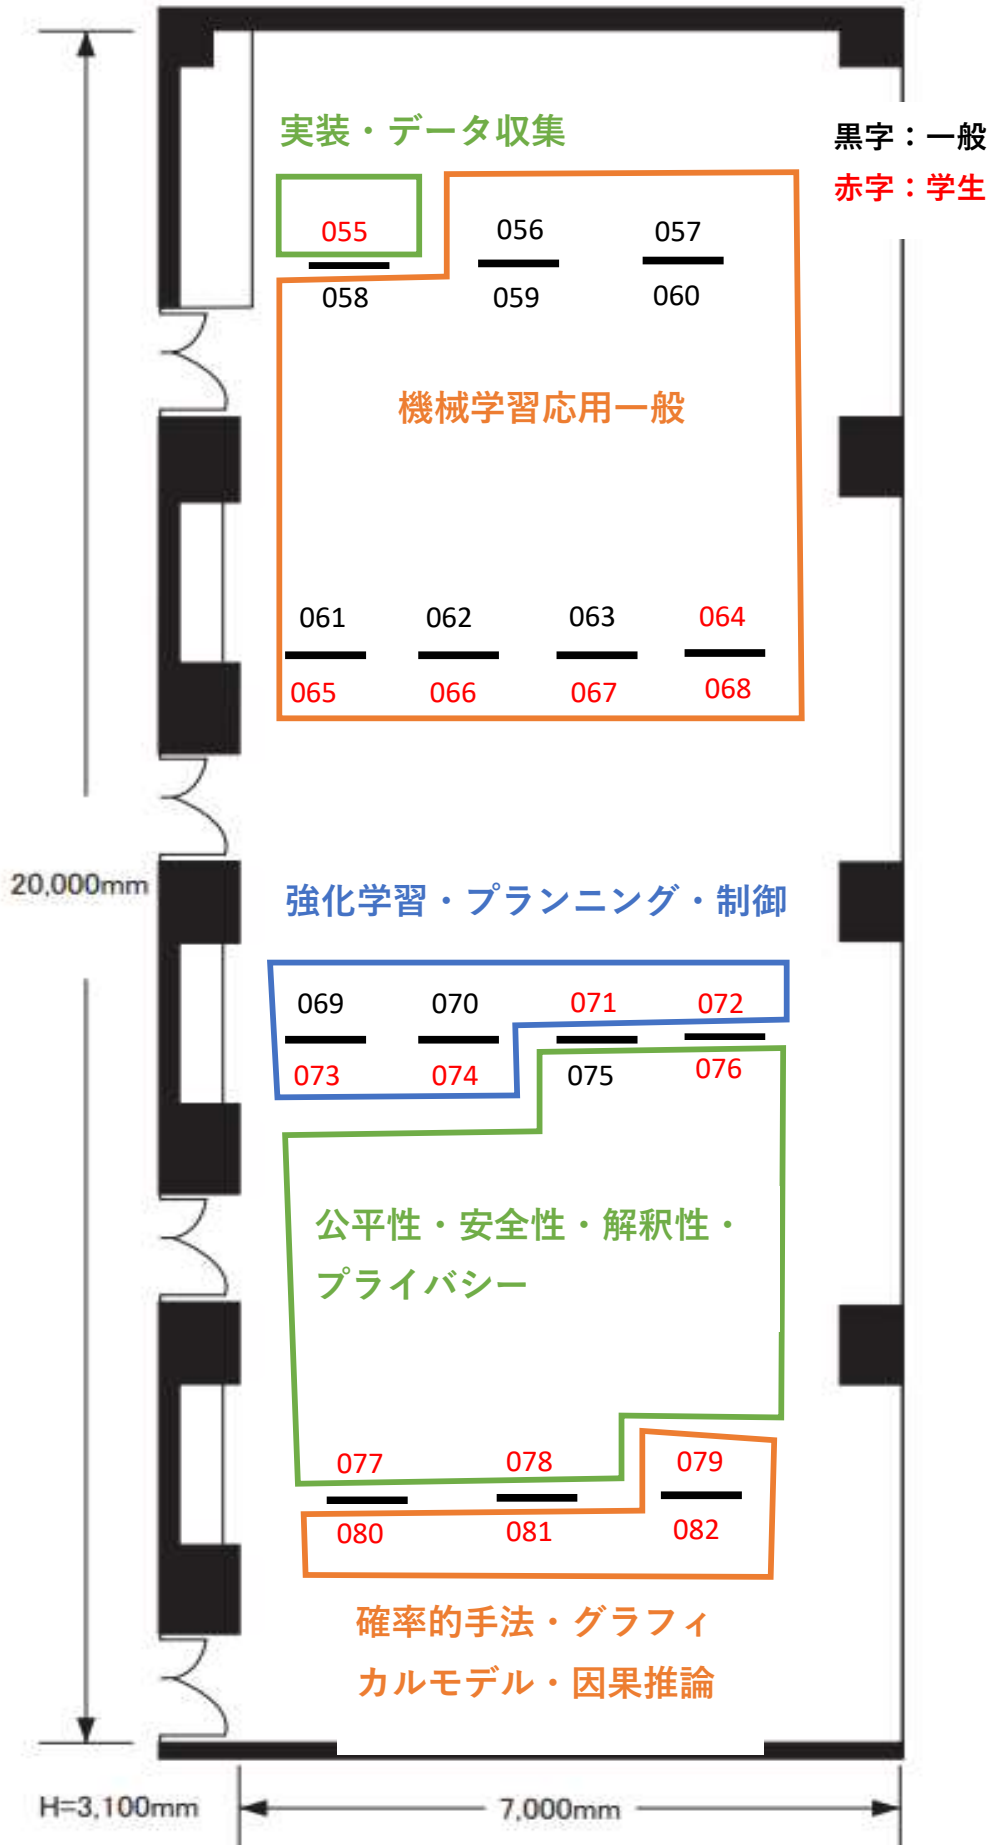 実装・データ収集
黒字：一般
赤字：学生
055 056 057
058 059 060
機械学習応用一般
061 062 063 064
065 066 067 068
20,000mm
強化学習・プランニング・制御
069 070 071 072
073 074 075 076
公平性・安全性・解釈性・
プライバシー
077 078 079
080 081 082
確率的手法・グラフィ
カルモデル・因果推論
H=3,100mm
7,000mm